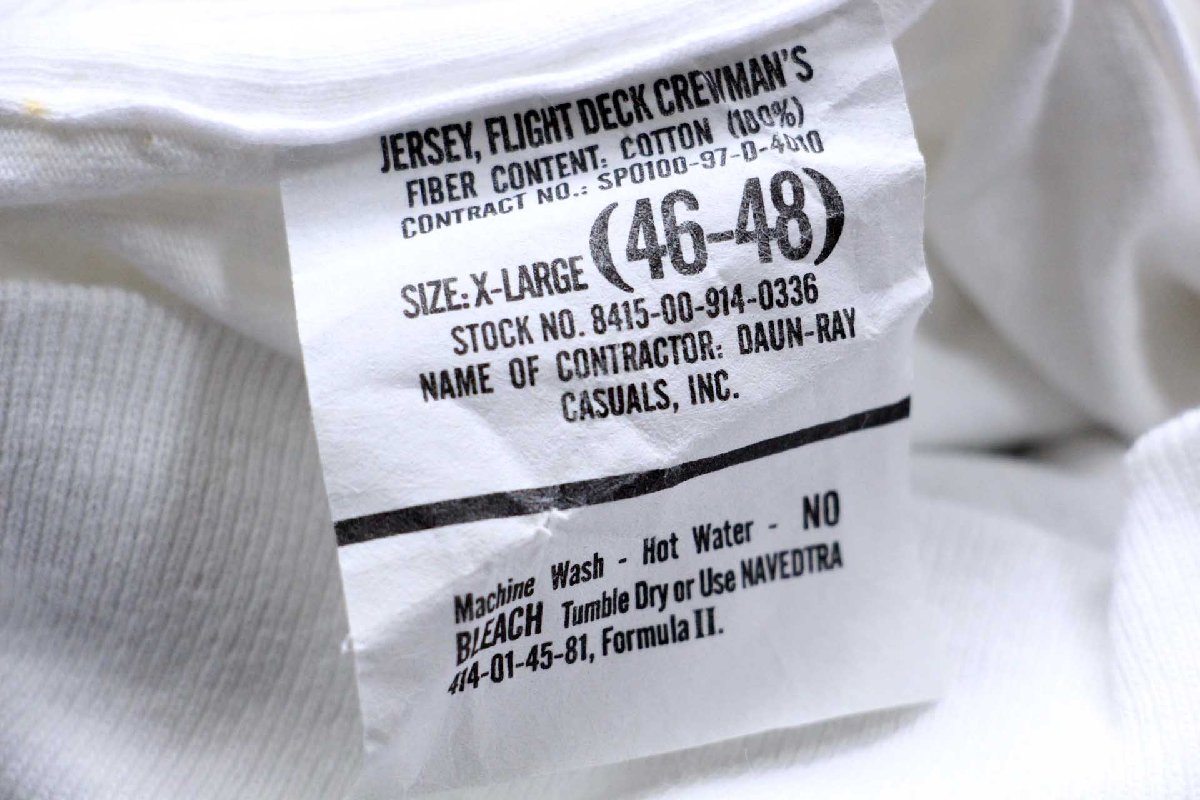 JERSEY, FLIGHT DECK CREWMAN'S
FIBER CONTENT: COTTON (100%)
CONTRACT NO.: SPO100-97-D-4010
SIZE: X-LARGE (46-48)
STOCK NO. 8415-00-914-0336
NAME OF CONTRACTOR: DAUN-RAY
CASUALS, INC.
Machine Wash - Hot Water - NO
BLEACH Tumble Dry or Use NAVEDTRA
414-01-45-81, Formula II.